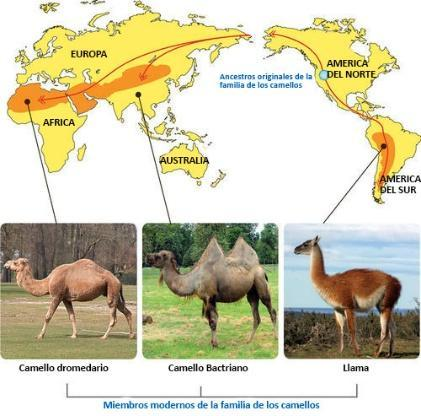 EUROPA
AMERICA
DEL NORTE
Ancestros originales de la
familia de los camellos
AFRICA
AUSTRALIA
AMERICA
DEL SUR
Camello dromedario
Camello Bactriano
Llama
Miembros modernos de la familia de los camellos